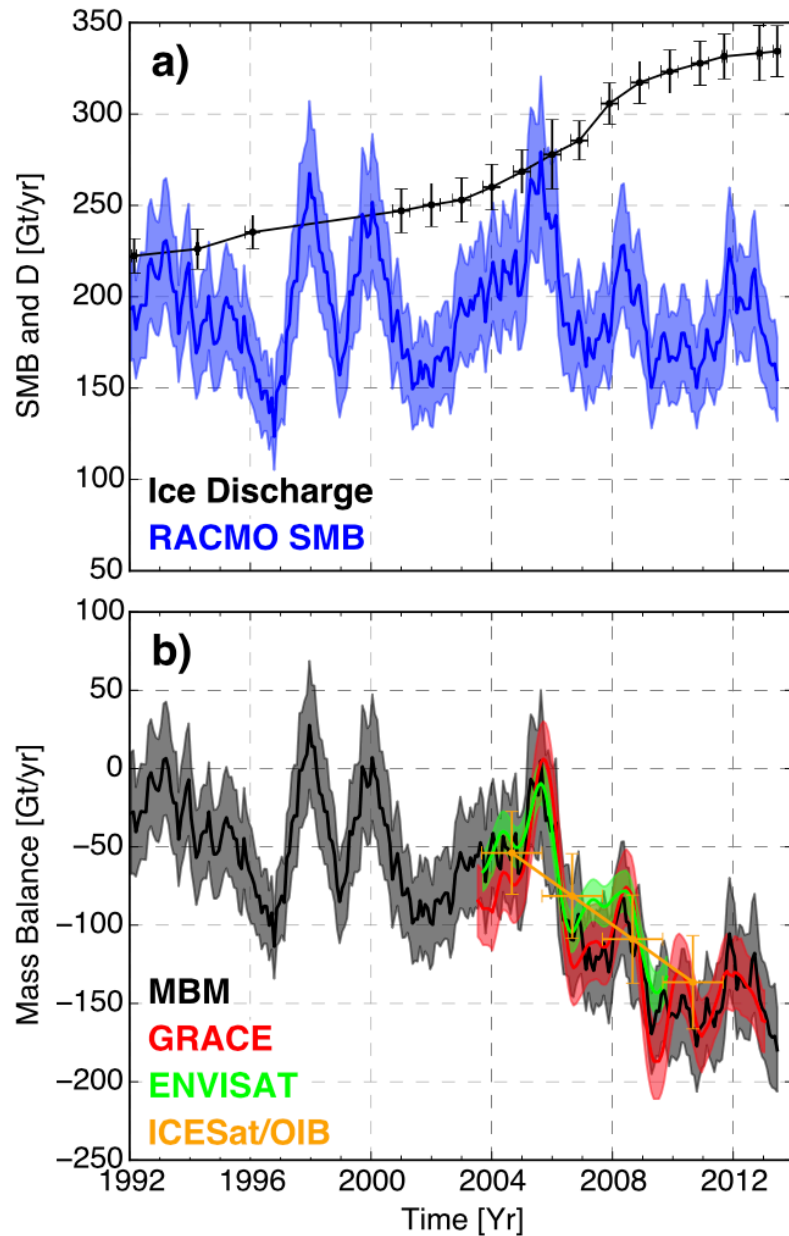 a)
SMB and D [Gt/yr]
350
300
250
200
150
100
50
Ice Discharge
RACMO SMB
b)
Mass Balance [Gt/yr]
100
50
0
−50
−100
−150
−200
−250
MBM
GRACE
ENVISAT
ICESat/OIB
1992 1996 2000 2004 2008 2012
Time [Yr]